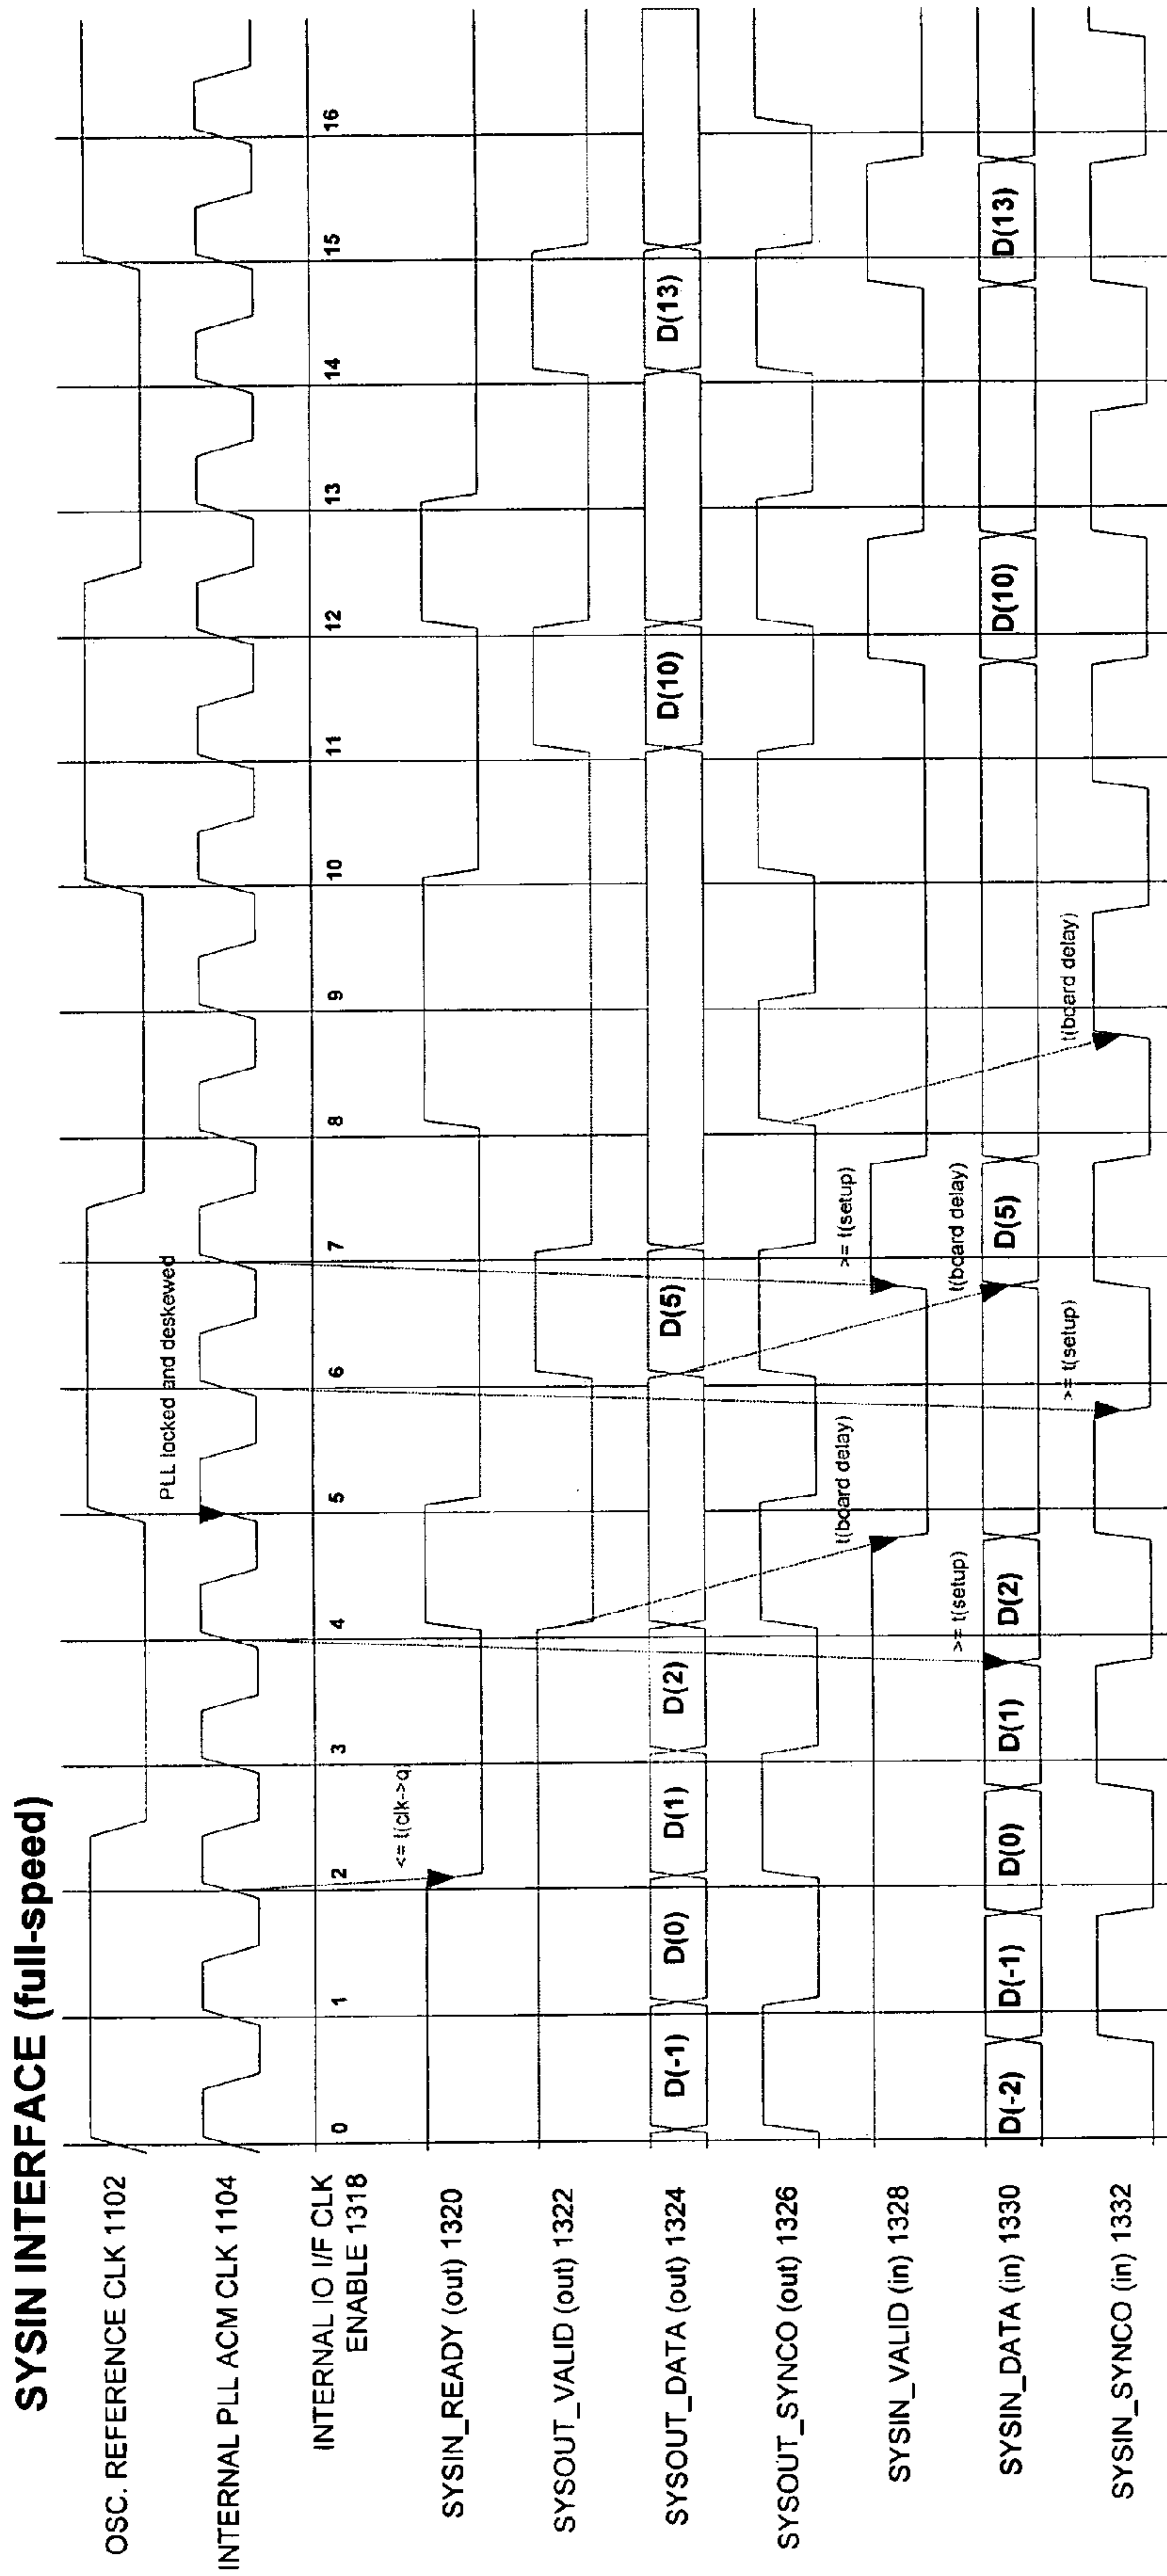 SYSIN INTERFACE (full-speed)
OSC. REFERENCE CLK 1102
PLL locked and deskewed
INTERNAL PLL ACM CLK 1104
INTERNAL IO I/F CLK
ENABLE 1318
0 1 2 3 4 5 6 7 8 9 10 11 12 13 14 15 16
<= t(clk->q)
SYSIN_READY (out) 1320
SYSOUT_VALID (out) 1322
SYSOUT_DATA (out) 1324 D(-1) D(0) D(1) D(2) D(5) D(10) D(13)
SYSOUT_SYNCO (out) 1326
t(board delay) >= t(setup)
SYSIN_VALID (in) 1328
>= t(setup) t(board delay)
SYSIN_DATA (in) 1330 D(-2) D(-1) D(0) D(1) D(2) D(5) D(10) D(13)
>= t(setup) t(board delay)
SYSIN_SYNCO (in) 1332